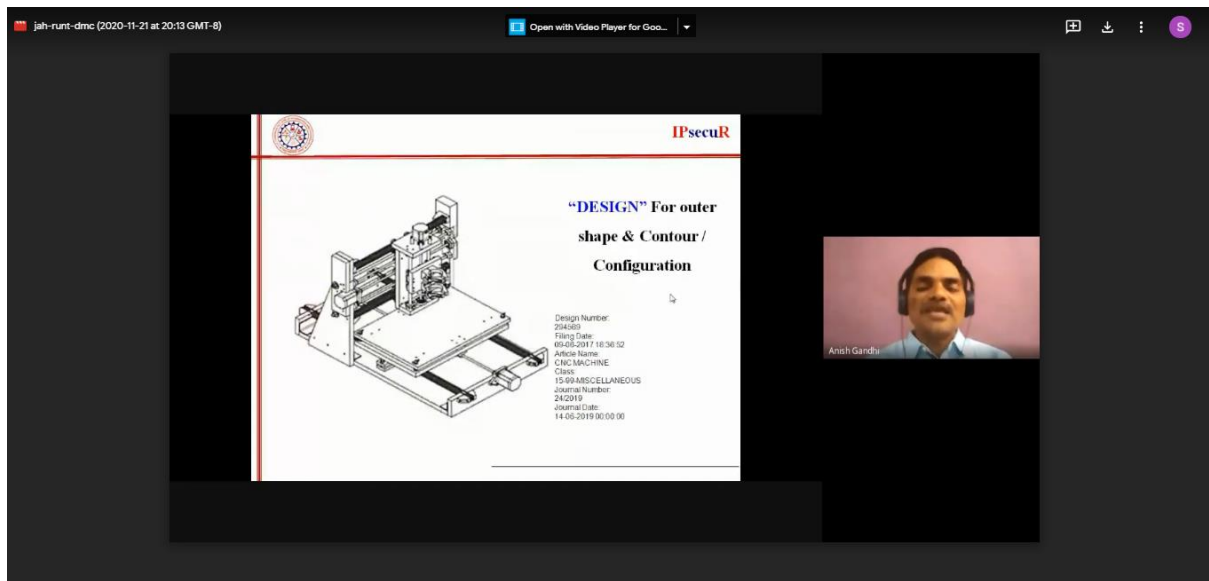 jah-runt-dmc (2020-11-21 at 20:13 GMT-8)
Open with Video Player for Goo...
S
IPsecuR
“DESIGN” For outer
shape & Contour /
Configuration
Design Number:
294569
Filing Date:
09-06-2017 18:36:52
Article Name:
CNC MACHINE
Class:
15-99-MISCELLANEOUS
Journal Number:
24/2019
Journal Date:
14-06-2019 00:00:00
Anish Gandhi